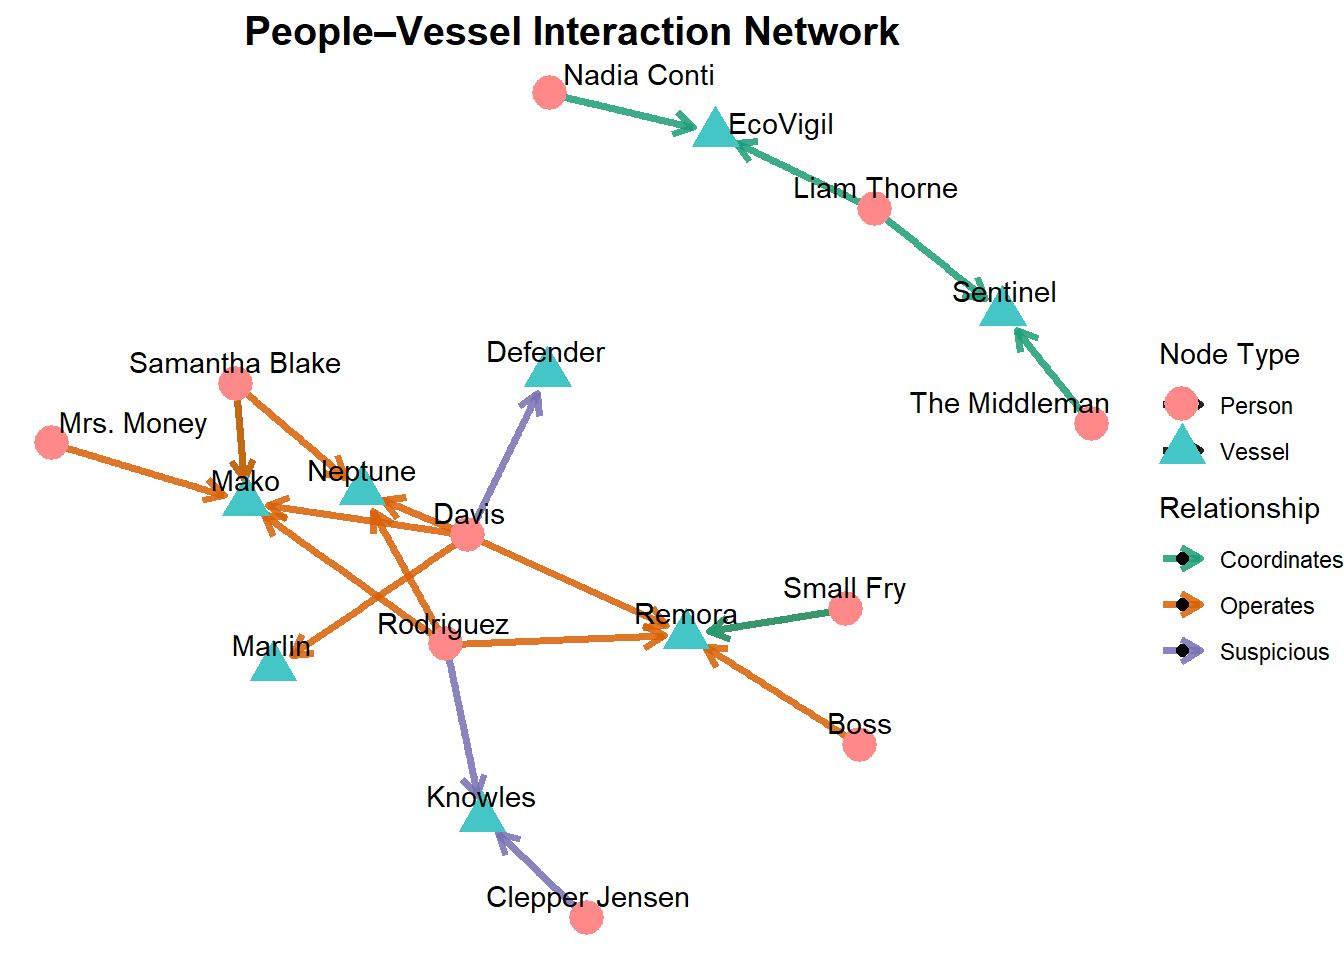 People–Vessel Interaction Network
Nadia Conti
EcoVigil
Liam Thorne
Sentinel
Defender
Samantha Blake
The Middleman
Mrs. Money
Mako
Neptune
Davis
Small Fry
Remora
Rodriguez
Marlin
Boss
Knowles
Clepper Jensen
Node Type
Person
Vessel
Relationship
Coordinates
Operates
Suspicious